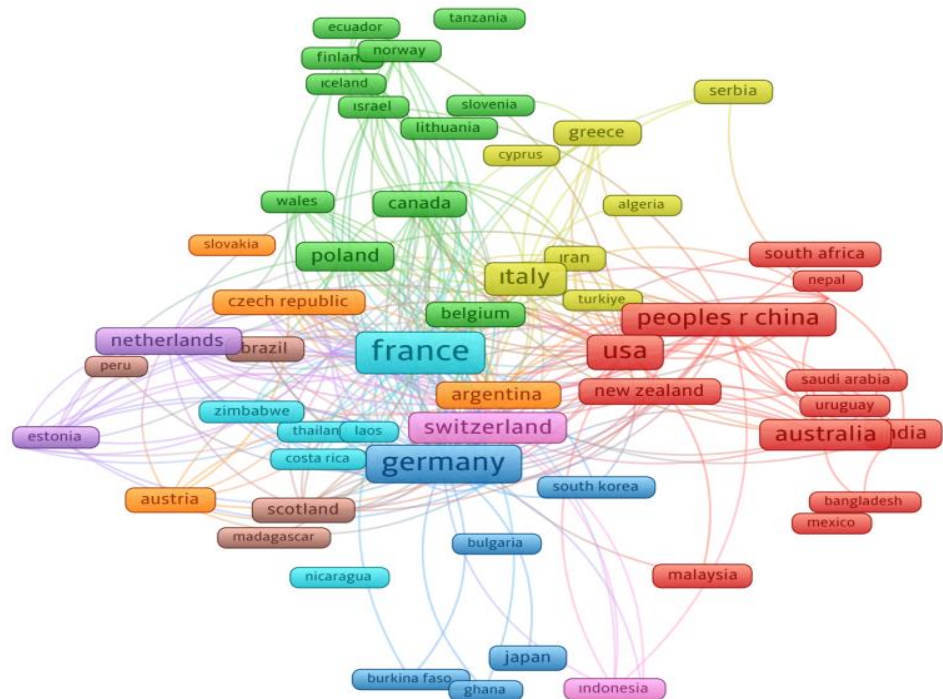 ecuador
tanzania
finlan
norway
iceland
israel
slovenia
lithuania
serbia
greece
cyprus
wales
canada
algeria
slovakia
poland
italy
iran
south africa
nepal
czech republic
belgium
turkiye
peoples r china
netherlands
brazil
france
usa
peru
argentina
new zealand
saudi arabia
uruguay
zimbabwe
thailan
laos
switzerland
australia
ndia
estonia
costa rica
germany
south korea
austria
scotland
bangladesh
mexico
madagascar
bulgaria
nicaragua
malaysia
japan
burkina faso
ghana
indonesia